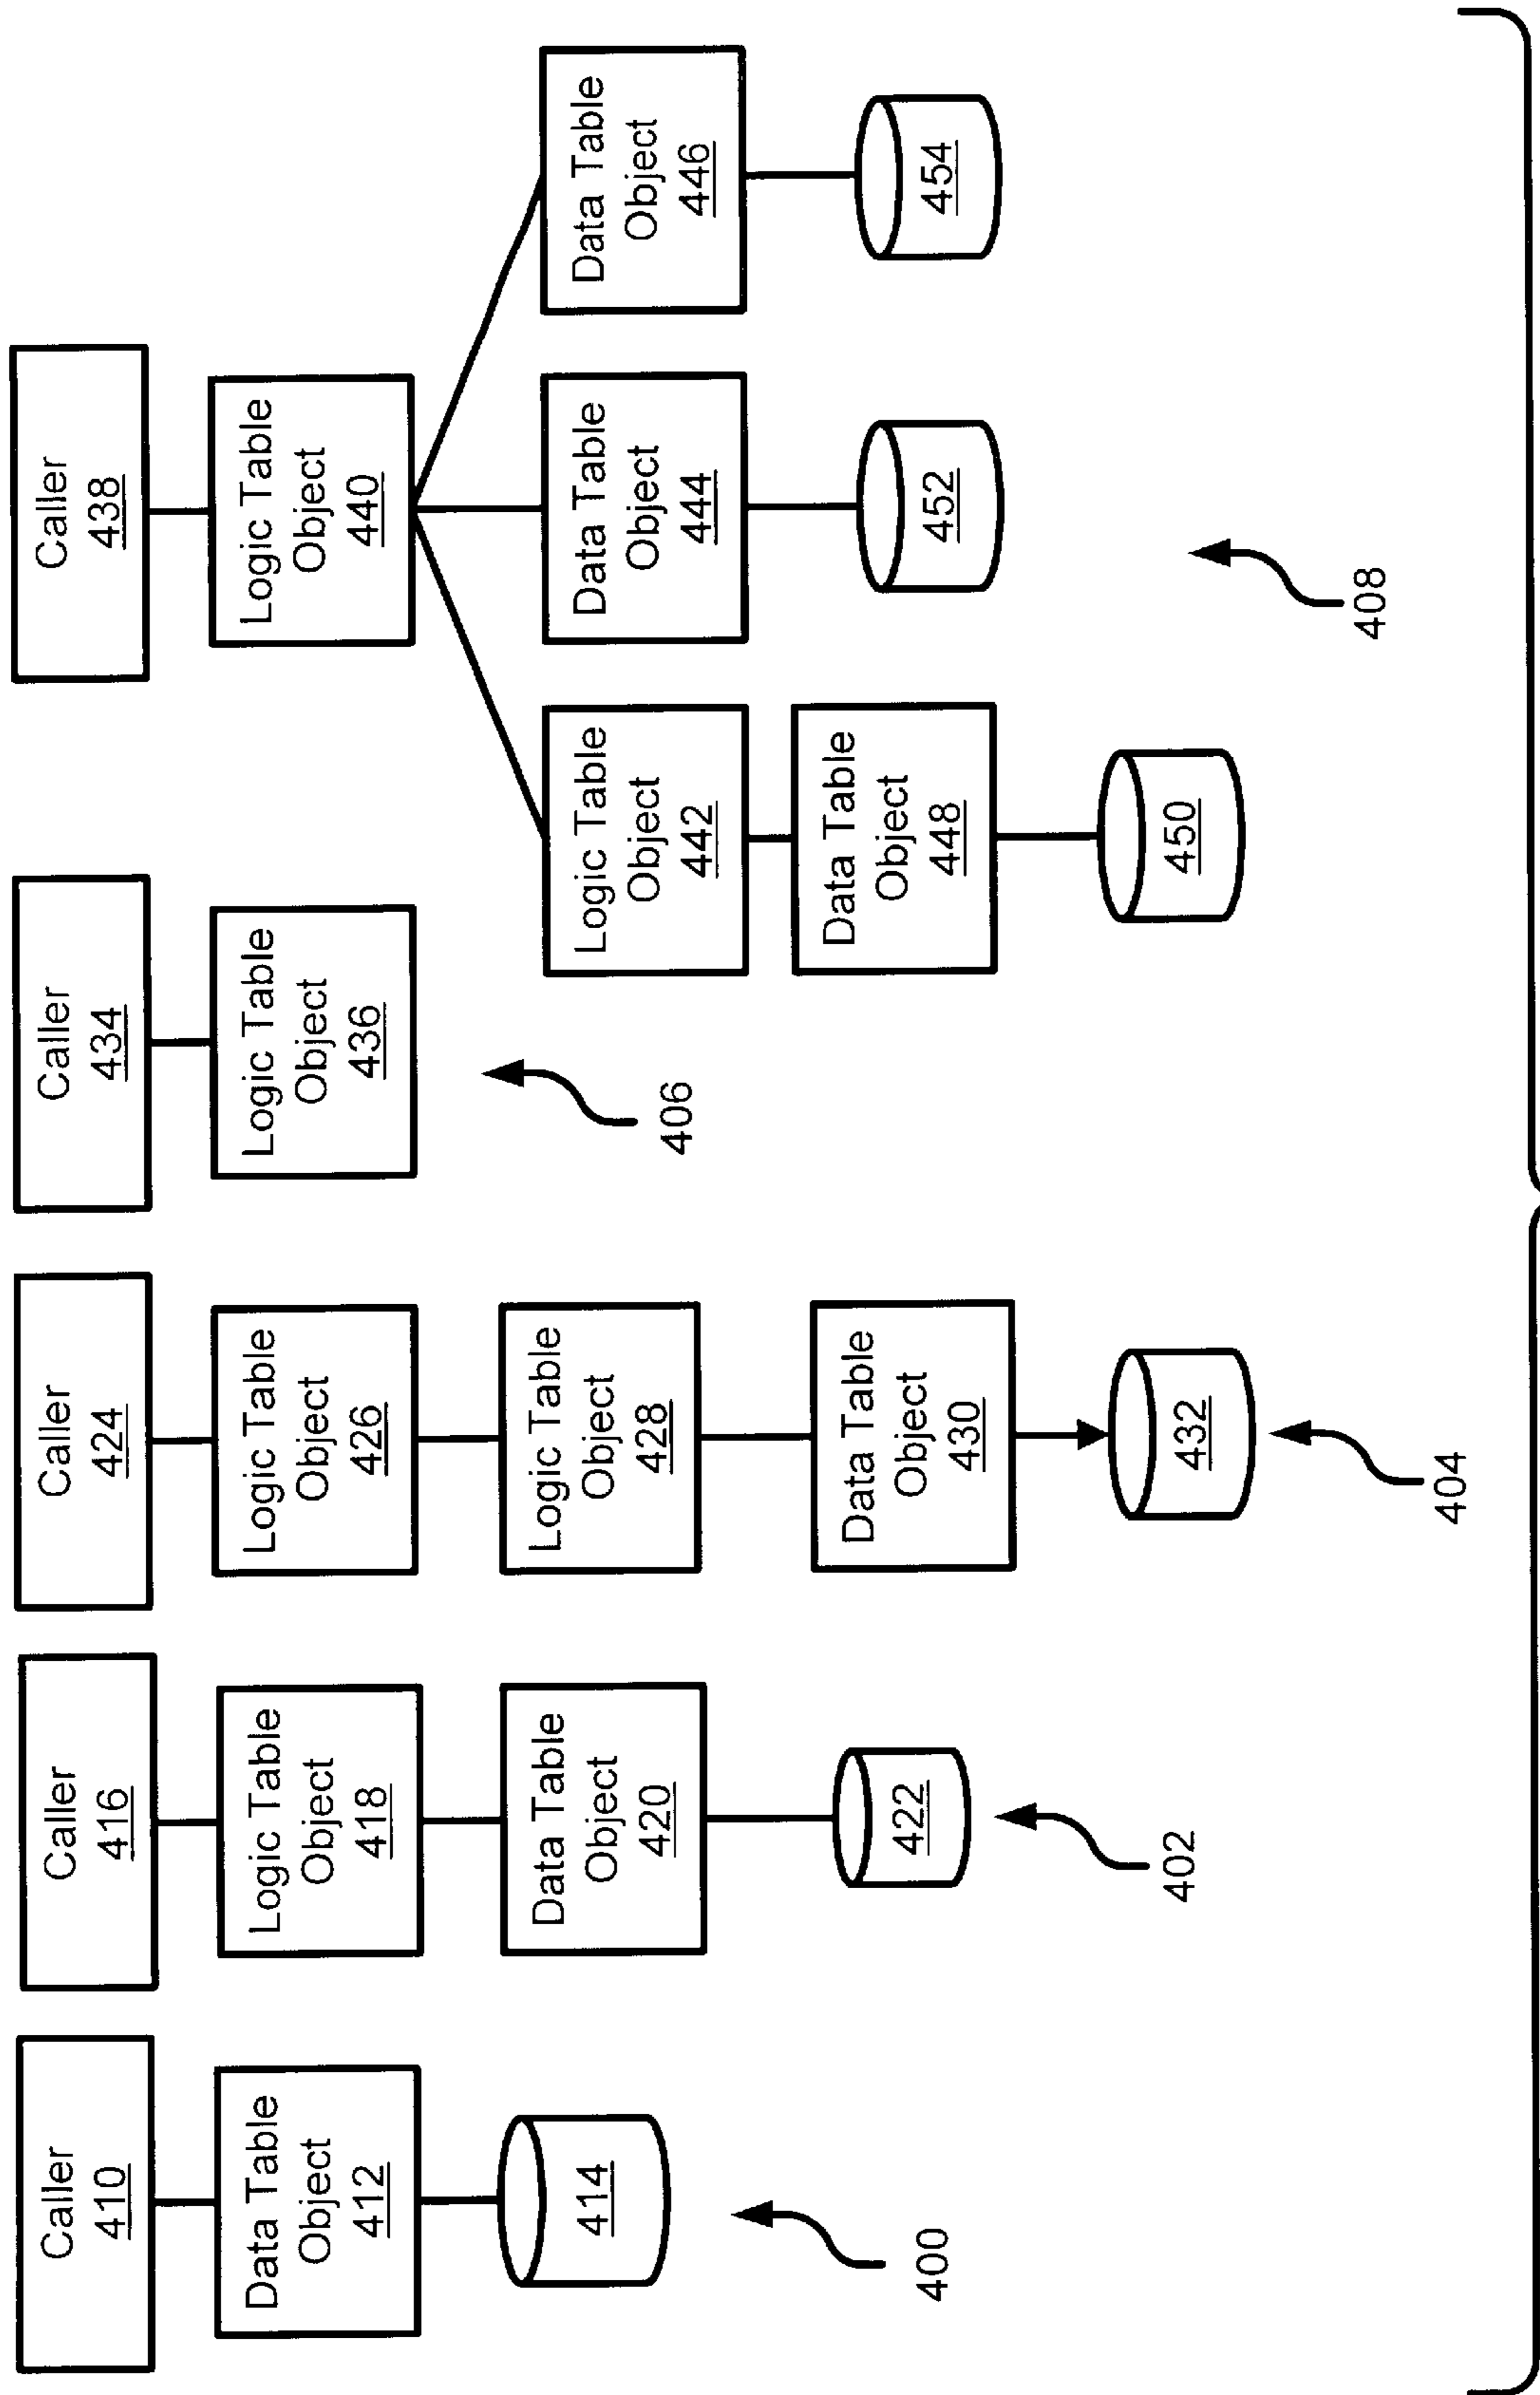 Caller
410
Data Table
Object
412
414
400
Caller
416
Logic Table
Object
418
Data Table
Object
420
422
402
Caller
424
Logic Table
Object
426
Logic Table
Object
428
Data Table
Object
430
432
404
Caller
434
Logic Table
Object
436
406
Caller
438
Logic Table
Object
440
Logic Table
Object
442
Data Table
Object
448
450
Data Table
Object
444
452
Data Table
Object
446
454
408